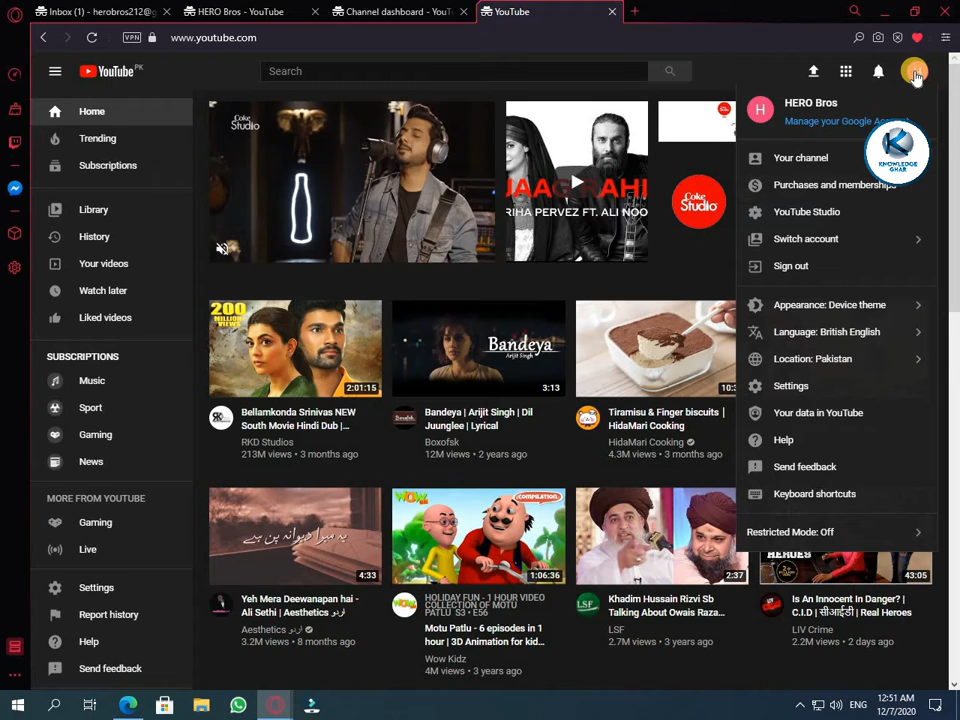 Inbox (1) - herobros212@g
HERO Bros - YouTube
Channel dashboard - YouTu
YouTube
VPN
www.youtube.com
YouTube PK
Search
Home
Trending
Subscriptions
Library
History
Your videos
Watch later
Liked videos
SUBSCRIPTIONS
Music
Sport
Gaming
News
MORE FROM YOUTUBE
Gaming
Live
Settings
Report history
Help
Send feedback
Coke
Studio
JAAG RAHI
RIHA PERVEZ FT. ALI NOO
Coke
Studio
200
MILLION
VIEWS
2:01:15
Bellamkonda Srinivas NEW
South Movie Hindi Dub |...
RKD Studios
213M views • 3 months ago
Bandeya
Arijit Singh
3:13
Bandeya | Arijit Singh | Dil
Juunglee | Lyrical
Boxofsk
12M views • 2 years ago
10:3
Tiramisu & Finger biscuits |
HidaMari Cooking
HidaMari Cooking
4.3M views • 3 months ago
یہ میرا دیوانہ پن ہے
4:33
Yeh Mera Deewanapan hai -
Ali Sethi | Aesthetics اردو
Aesthetics اردو
3.2M views • 8 months ago
WOW
COMPILATION
1:06:36
WOW
HOLIDAY FUN - 1 HOUR VIDEO
COLLECTION OF MOTU
PATLU S3 • E56
Motu Patlu - 6 episodes in 1
hour | 3D Animation for kid...
Wow Kidz
4M views • 3 years ago
2:37
LSF
Khadim Hussain Rizvi Sb
Talking About Owais Raza...
LSF
2.7M views • 3 years ago
HEROES
43:05
Is An Innocent In Danger? |
C.I.D | सीआईडी | Real Heroes
LIV Crime
2.2M views • 2 days ago
H
HERO Bros
Manage your Google Account
KNOWLEDGE
GHAR
Your channel
Purchases and memberships
YouTube Studio
Switch account
Sign out
Appearance: Device theme
Language: British English
Location: Pakistan
Settings
Your data in YouTube
Help
Send feedback
Keyboard shortcuts
Restricted Mode: Off
ENG
12:51 AM
12/7/2020